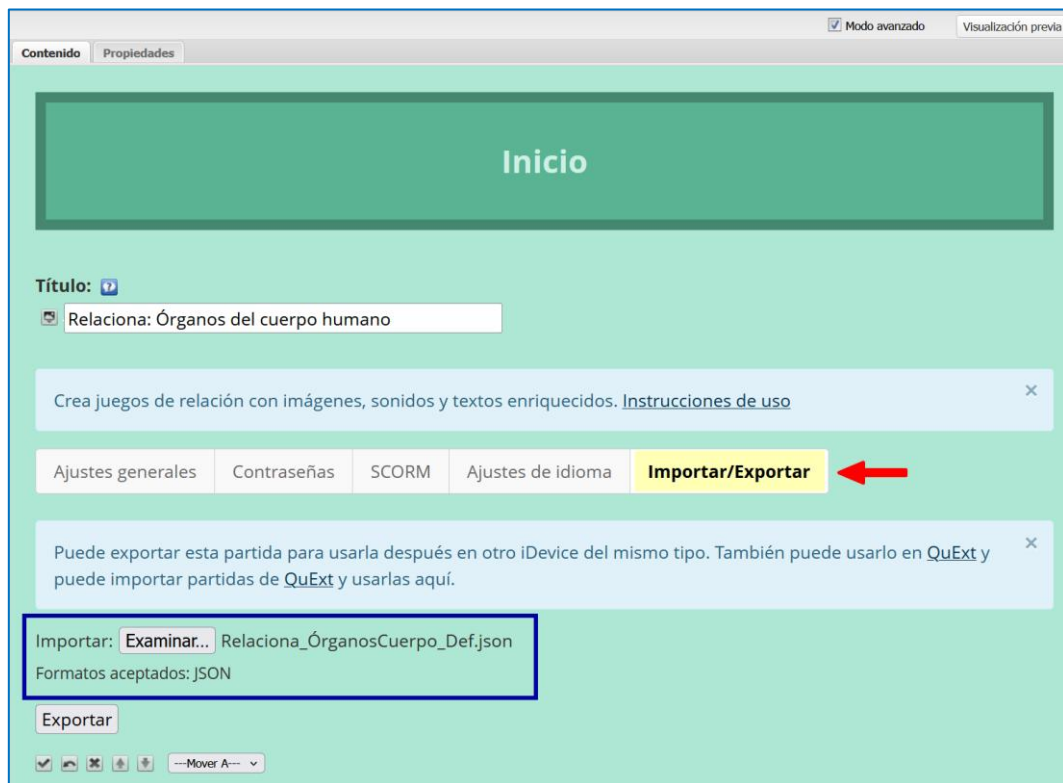 Modo avanzado
Visualización previa
Contenido
Propiedades
Inicio
Título:
Relaciona: Órganos del cuerpo humano
Crea juegos de relación con imágenes, sonidos y textos enriquecidos. Instrucciones de uso
Ajustes generales
Contraseñas
SCORM
Ajustes de idioma
Importar/Exportar
Puede exportar esta partida para usarla después en otro iDevice del mismo tipo. También puede usarlo en QuExt y
puede importar partidas de QuExt y usarlas aquí.
Importar: Examinar... Relaciona_ÓrganosCuerpo_Def.json
Formatos aceptados: JSON
Exportar
---Mover A---